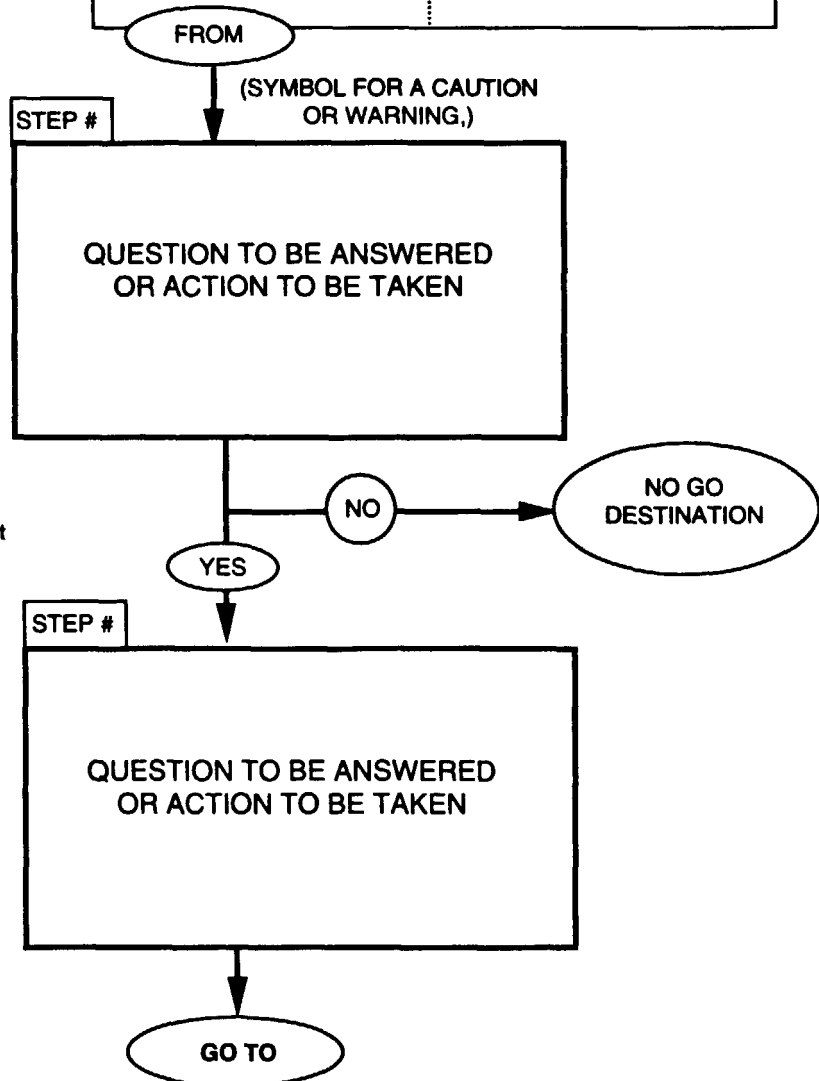 FROM
(SYMBOL FOR A CAUTION
OR WARNING,)
STEP #
QUESTION TO BE ANSWERED
OR ACTION TO BE TAKEN
NO
NO GO
DESTINATION
t
YES
STEP #
QUESTION TO BE ANSWERED
OR ACTION TO BE TAKEN
GO TO